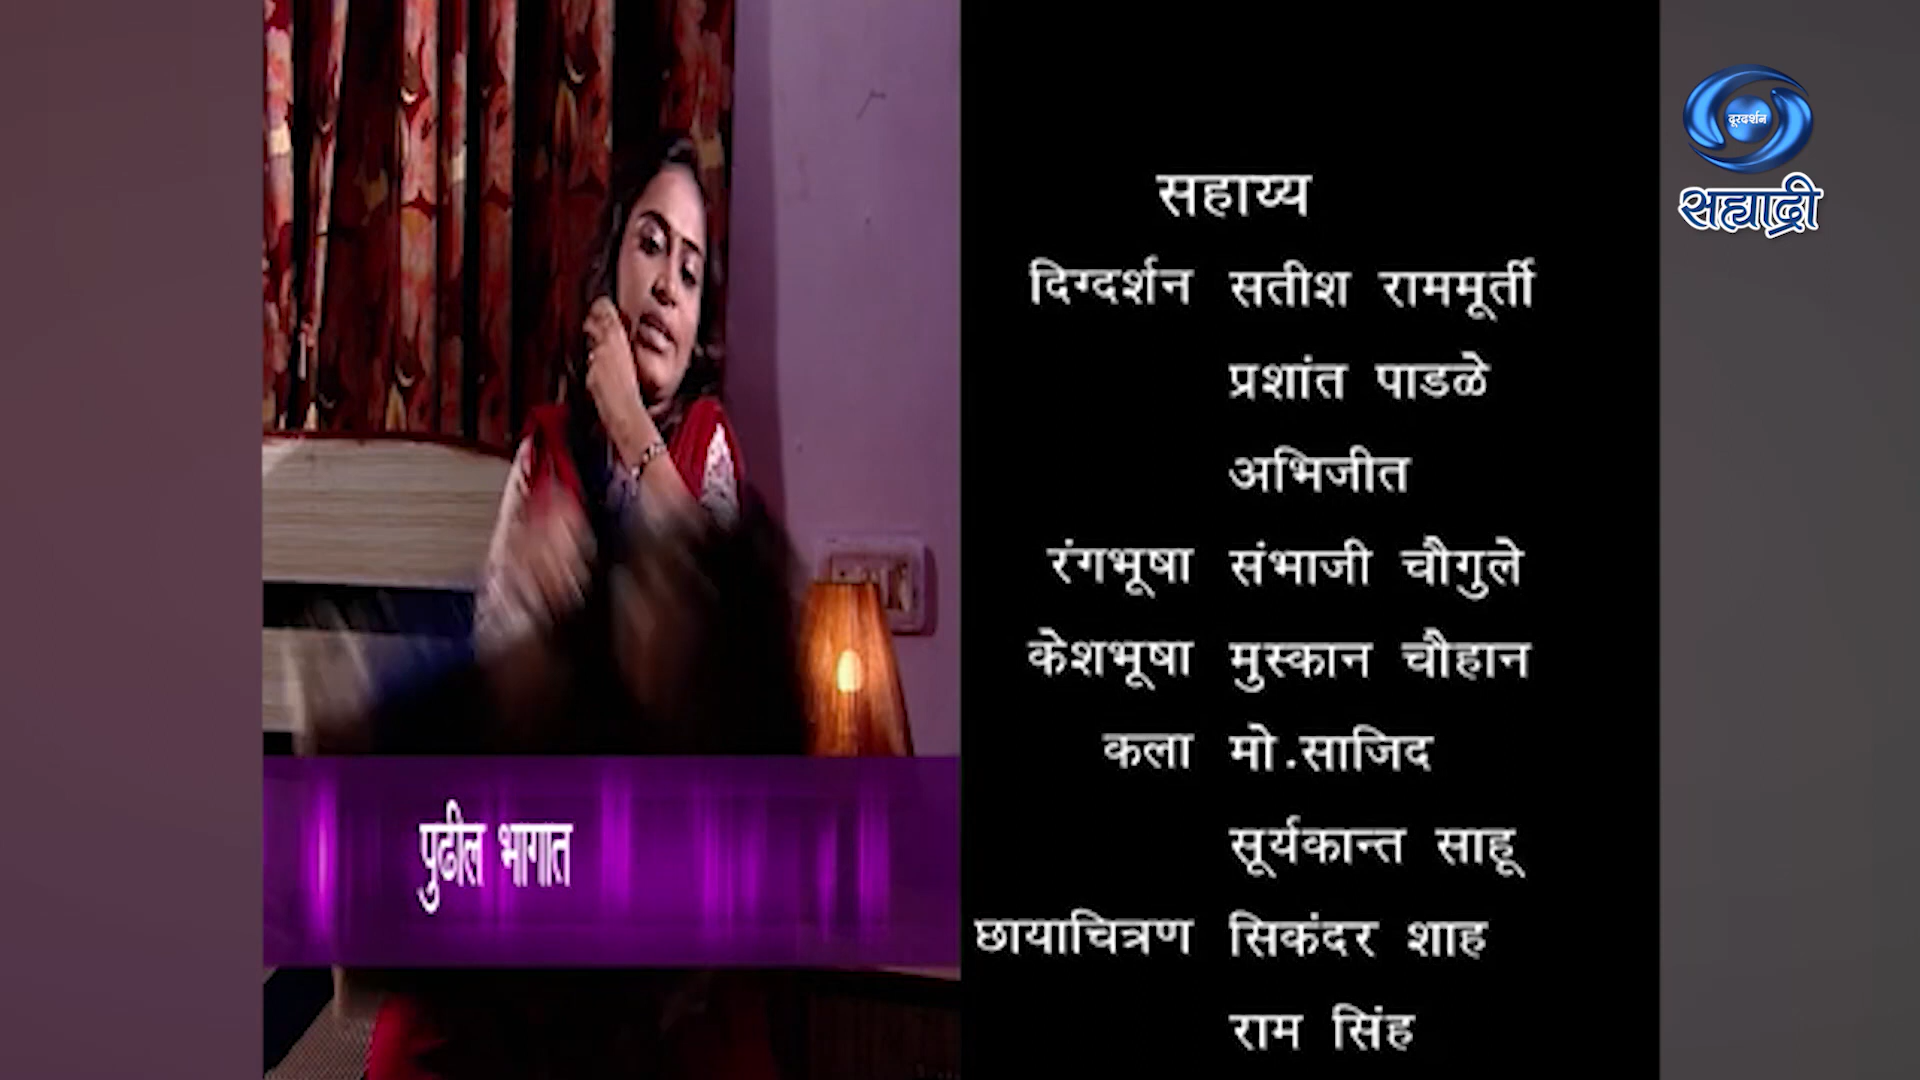 दूरदर्शन
सह्याद्री
सहाय्य
दिग्दर्शन सतीश राममूर्ती
प्रशांत पाडळे
अभिजीत
रंगभूषा संभाजी चौगुले
केशभूषा मुस्कान चौहान
कला मो.साजिद
सूर्यकान्त साहू
छायाचित्रण सिकंदर शाह
राम सिंह
पुढील भागात